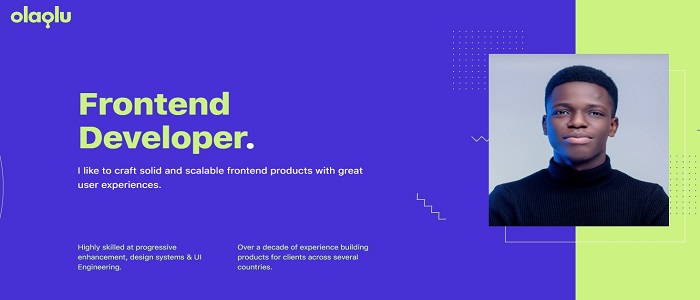 olaolu
Frontend
Developer.
I like to craft solid and scalable frontend products with great
user experiences.
Highly skilled at progressive
enhancement, design systems & UI
Engineering.
Over a decade of experience building
products for clients across several
countries.